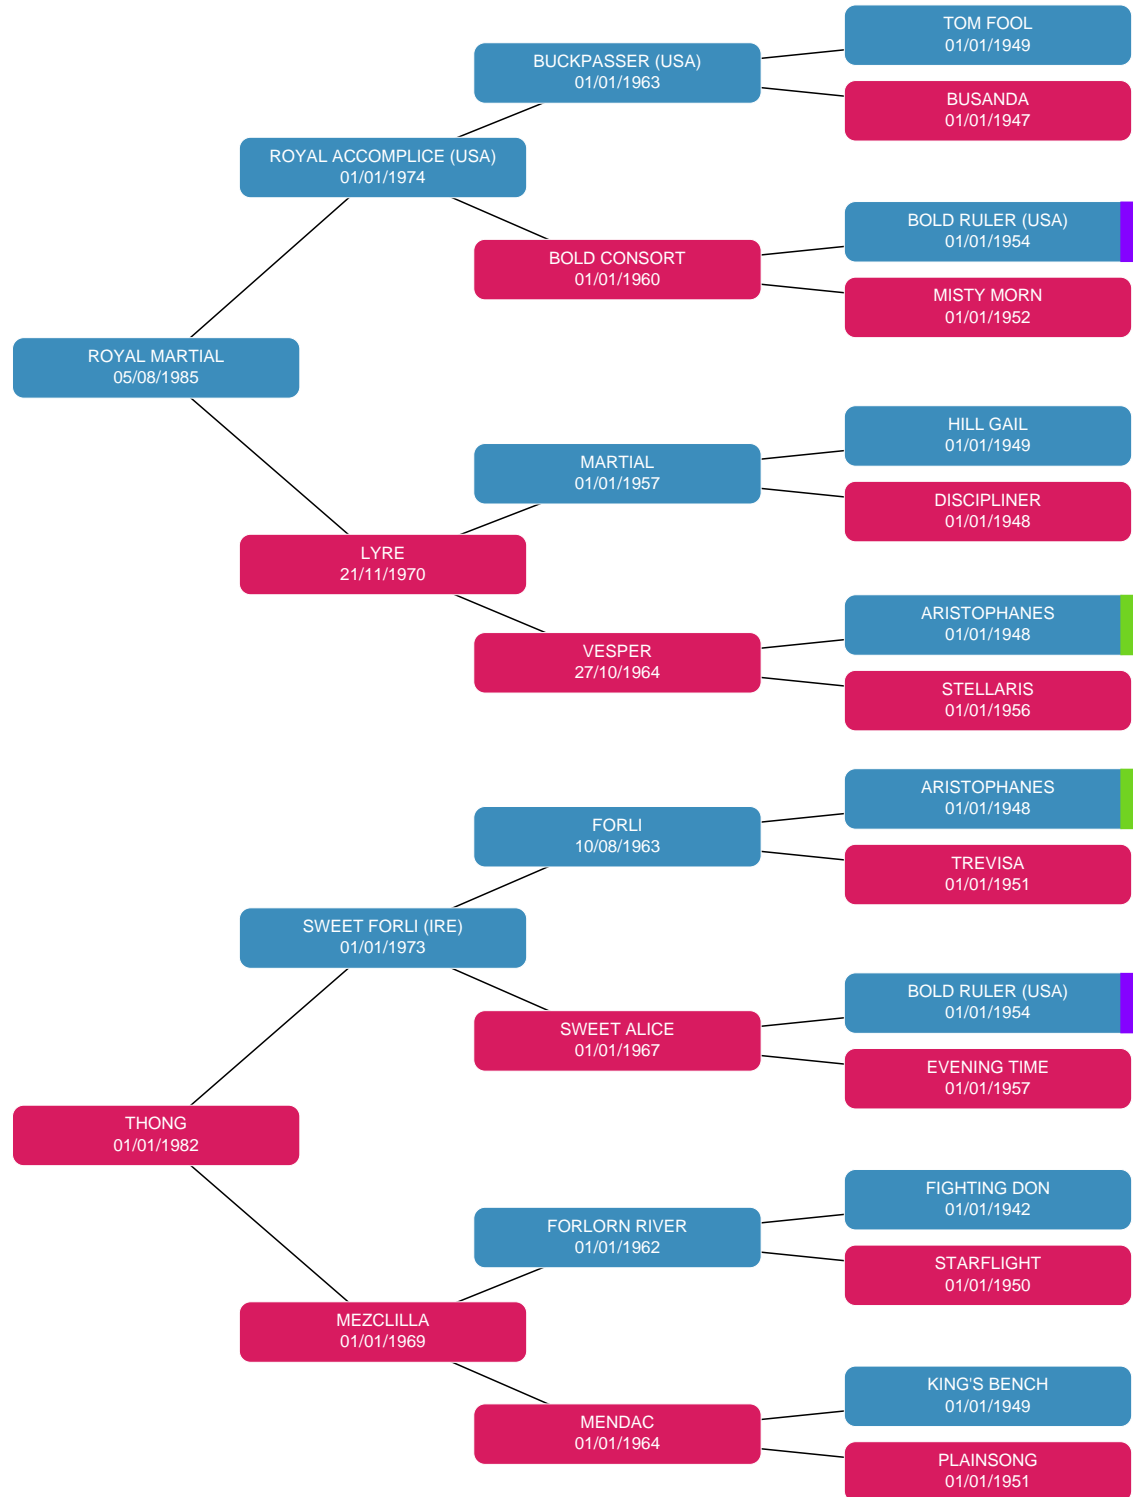 TOM FOOL
01/01/1949
BUCKPASSER (USA)
01/01/1963
BUSANDA
01/01/1947
ROYAL ACCOMPLICE (USA)
01/01/1974
BOLD RULER (USA)
01/01/1954
BOLD CONSORT
01/01/1960
MISTY MORN
01/01/1952
ROYAL MARTIAL
05/08/1985
HILL GAIL
01/01/1949
MARTIAL
01/01/1957
DISCIPLINER
01/01/1948
LYRE
21/11/1970
ARISTOPHANES
01/01/1948
VESPER
27/10/1964
STELLARIS
01/01/1956
ARISTOPHANES
01/01/1948
FORLI
10/08/1963
TREVISA
01/01/1951
SWEET FORLI (IRE)
01/01/1973
BOLD RULER (USA)
01/01/1954
SWEET ALICE
01/01/1967
EVENING TIME
01/01/1957
THONG
01/01/1982
FIGHTING DON
01/01/1942
FORLORN RIVER
01/01/1962
STARFLIGHT
01/01/1950
MEZCLILLA
01/01/1969
KING'S BENCH
01/01/1949
MENDAC
01/01/1964
PLAINSONG
01/01/1951